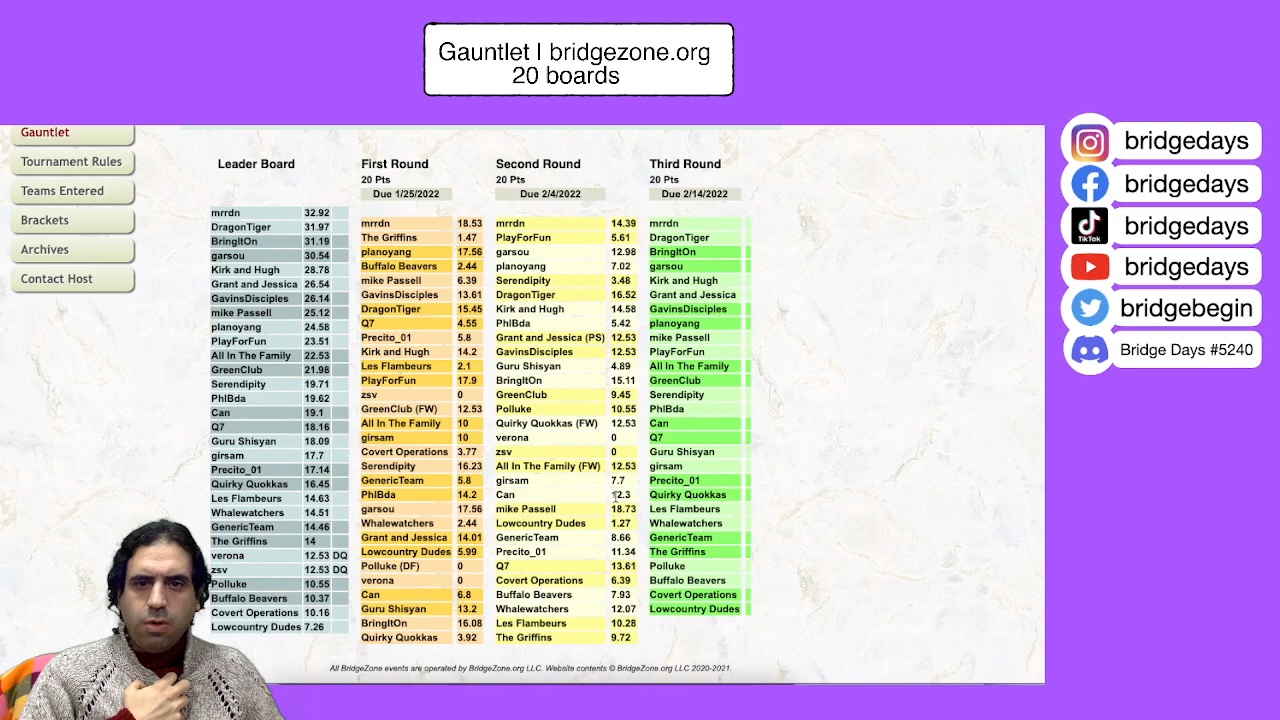 Gauntlet | bridgezone.org
20 boards
Gauntlet
Tournament Rules
Teams Entered
Brackets
Archives
Contact Host
Leader Board
mrrdn 32.92
DragonTiger 31.97
BringItOn 31.19
garsou 30.54
Kirk and Hugh 28.78
Grant and Jessica 26.54
GavinsDisciples 26.14
mike Passell 25.12
planoyang 24.58
PlayForFun 23.51
All In The Family 22.53
GreenClub 21.98
Serendipity 19.71
PhlBda 19.62
Can 19.1
Q7 18.16
Guru Shisyan 18.09
girsam 17.7
Precito_01 17.14
Quirky Quokkas 16.45
Les Flambeurs 14.63
Whalewatchers 14.51
GenericTeam 14.46
The Griffins 14
verona 12.53 DQ
zsv 12.53 DQ
Polluke 10.55
Buffalo Beavers 10.37
Covert Operations 10.16
Lowcountry Dudes 7.26
First Round
20 Pts
Due 1/25/2022
mrrdn 18.53
The Griffins 1.47
planoyang 17.56
Buffalo Beavers 2.44
mike Passell 6.39
GavinsDisciples 13.61
DragonTiger 15.45
Q7 4.55
Precito_01 5.8
Kirk and Hugh 14.2
Les Flambeurs 2.1
PlayForFun 17.9
zsv 0
GreenClub (FW) 12.53
All In The Family 10
girsam 10
Covert Operations 3.77
Serendipity 16.23
GenericTeam 5.8
PhlBda 14.2
garsou 17.56
Whalewatchers 2.44
Grant and Jessica 14.01
Lowcountry Dudes 5.99
Polluke (DF) 0
verona 0
Can 6.8
Guru Shisyan 13.2
BringItOn 16.08
Quirky Quokkas 3.92
Second Round
20 Pts
Due 2/4/2022
mrrdn 14.39
PlayForFun 5.61
garsou 12.98
planoyang 7.02
Serendipity 3.48
DragonTiger 16.52
Kirk and Hugh 14.58
PhlBda 5.42
Grant and Jessica (PS) 12.53
GavinsDisciples 12.53
Guru Shisyan 4.89
BringItOn 15.11
GreenClub 9.45
Polluke 10.55
Quirky Quokkas (FW) 12.53
verona 0
zsv 0
All In The Family (FW) 12.53
girsam 7.7
Can 12.3
mike Passell 18.73
Lowcountry Dudes 1.27
GenericTeam 8.66
Precito_01 11.34
Q7 13.61
Covert Operations 6.39
Buffalo Beavers 7.93
Whalewatchers 12.07
Les Flambeurs 10.28
The Griffins 9.72
Third Round
20 Pts
Due 2/14/2022
mrrdn
DragonTiger
BringItOn
garsou
Kirk and Hugh
Grant and Jessica
GavinsDisciples
planoyang
mike Passell
PlayForFun
All In The Family
GreenClub
Serendipity
PhlBda
Can
Q7
Guru Shisyan
girsam
Precito_01
Quirky Quokkas
Les Flambeurs
Whalewatchers
GenericTeam
The Griffins
Polluke
Buffalo Beavers
Covert Operations
Lowcountry Dudes
All BridgeZone events are operated by BridgeZone.org LLC. Website contents © BridgeZone.org LLC 2020-2021.
bridgedays
bridgedays
TikTok
bridgedays
bridgedays
bridgebegin
Bridge Days #5240